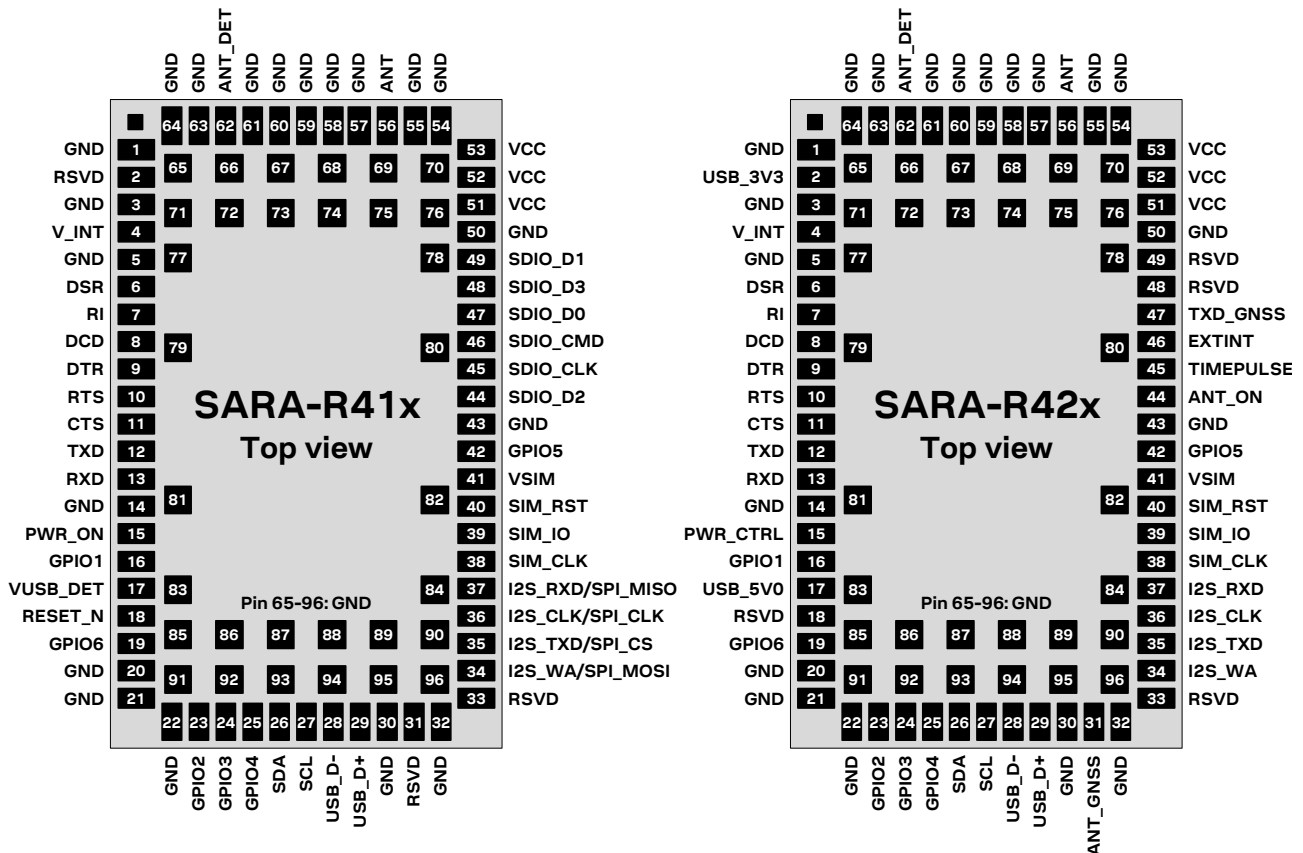 GND GND ANT_DET GND GND GND GND GND ANT GND GND
64 63 62 61 60 59 58 57 56 55 54
GND 1 53 VCC
65 66 67 68 69 70
RSVD 2 52 VCC
GND 3 51 VCC
71 72 73 74 75 76
V_INT 4 50 GND
GND 5 77 78 49 SDIO_D1
DSR 6 48 SDIO_D3
RI 7 47 SDIO_D0
DCD 8 79 80 46 SDIO_CMD
DTR 9 45 SDIO_CLK
RTS 10 44 SDIO_D2
SARA-R41x
CTS 11 43 GND
Top view
TXD 12 42 GPIO5
RXD 13 41 VSIM
GND 14 81 82 40 SIM_RST
PWR_ON 15 39 SIM_IO
GPIO1 16 38 SIM_CLK
VUSB_DET 17 83 84 37 I2S_RXD/SPI_MISO
Pin 65-96: GND
RESET_N 18 36 I2S_CLK/SPI_CLK
85 86 87 88 89 90
GPIO6 19 35 I2S_TXD/SPI_CS
GND 20 34 I2S_WA/SPI_MOSI
91 92 93 94 95 96
GND 21 33 RSVD
22 23 24 25 26 27 28 29 30 31 32
GND GPIO2 GPIO3 GPIO4 SDA SCL USB_D- USB_D+ GND RSVD GND
GND GND ANT_DET GND GND GND GND GND ANT GND GND
64 63 62 61 60 59 58 57 56 55 54
GND 1 53 VCC
65 66 67 68 69 70
USB_3V3 2 52 VCC
GND 3 51 VCC
71 72 73 74 75 76
V_INT 4 50 GND
GND 5 77 78 49 RSVD
DSR 6 48 RSVD
RI 7 47 TXD_GNSS
DCD 8 79 80 46 EXTINT
DTR 9 45 TIMEPULSE
RTS 10 44 ANT_ON
SARA-R42x
CTS 11 43 GND
Top view
TXD 12 42 GPIO5
RXD 13 41 VSIM
GND 14 81 82 40 SIM_RST
PWR_CTRL 15 39 SIM_IO
GPIO1 16 38 SIM_CLK
USB_5V0 17 83 84 37 I2S_RXD
Pin 65-96: GND
RSVD 18 36 I2S_CLK
85 86 87 88 89 90
GPIO6 19 35 I2S_TXD
GND 20 34 I2S_WA
91 92 93 94 95 96
GND 21 33 RSVD
22 23 24 25 26 27 28 29 30 31 32
GND GPIO2 GPIO3 GPIO4 SDA SCL USB_D- USB_D+ GND ANT_GNSS GND